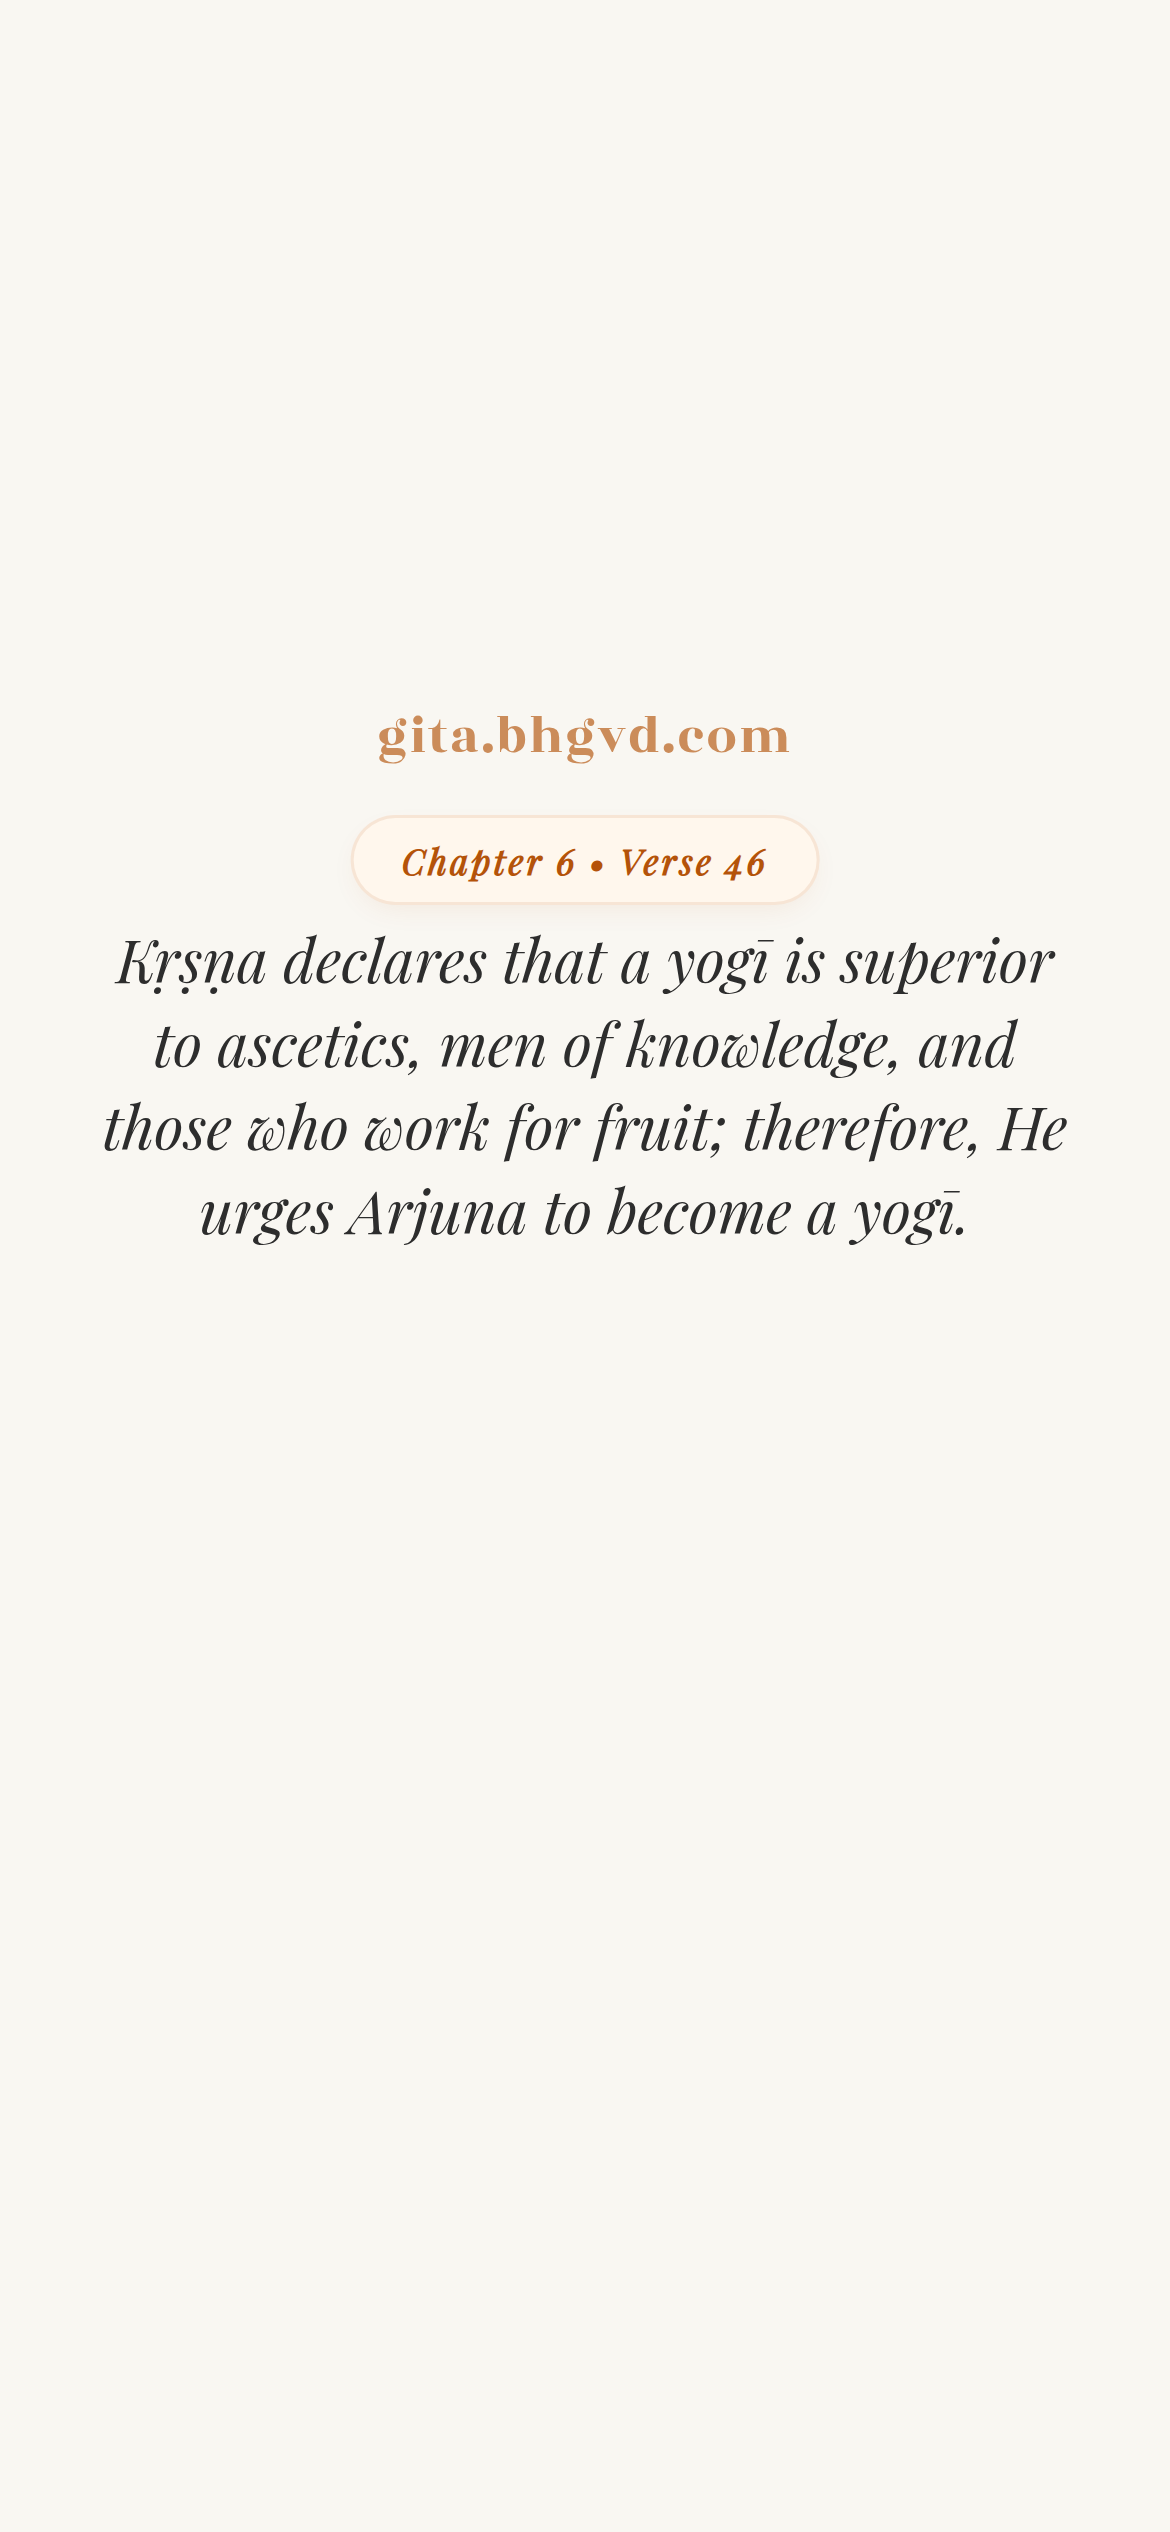 gita.bhgvd.com
Chapter 6 • Verse 46
Kṛṣṇa declares that a yogī is superior
to ascetics, men of knowledge, and
those who work for fruit; therefore, He
urges Arjuna to become a yogī.